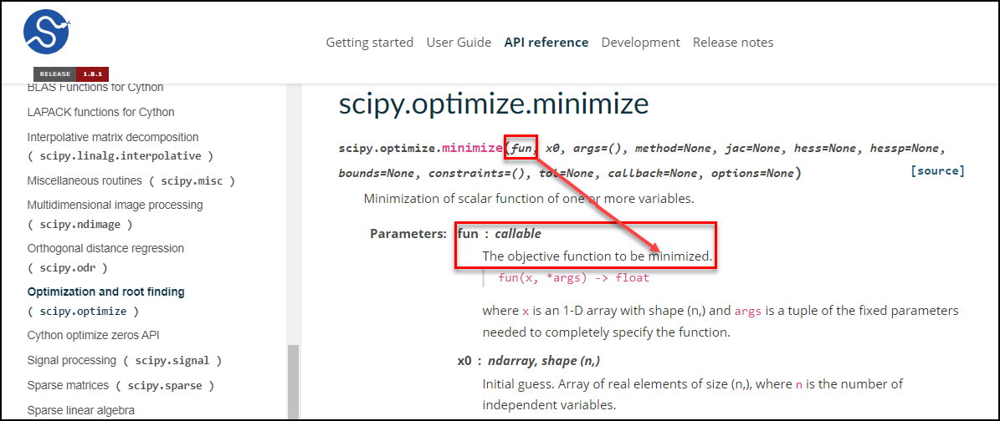 Getting started User Guide API reference Development Release notes
RELEASE 1.8.1
BLAS Functions for Cython
LAPACK functions for Cython
Interpolative matrix decomposition
( scipy.linalg.interpolative )
Miscellaneous routines ( scipy.misc )
Multidimensional image processing
( scipy.ndimage )
Orthogonal distance regression
( scipy.odr )
Optimization and root finding
( scipy.optimize )
Cython optimize zeros API
Signal processing ( scipy.signal )
Sparse matrices ( scipy.sparse )
Sparse linear algebra
scipy.optimize.minimize
scipy.optimize.minimize(fun, x0, args=(), method=None, jac=None, hess=None, hessp=None,
bounds=None, constraints=(), tol=None, callback=None, options=None)
[source]
Minimization of scalar function of one or more variables.
Parameters: fun : callable
The objective function to be minimized.
fun(x, *args) -> float
where x is an 1-D array with shape (n,) and args is a tuple of the fixed parameters
needed to completely specify the function.
x0 : ndarray, shape (n,)
Initial guess. Array of real elements of size (n,), where n is the number of
independent variables.